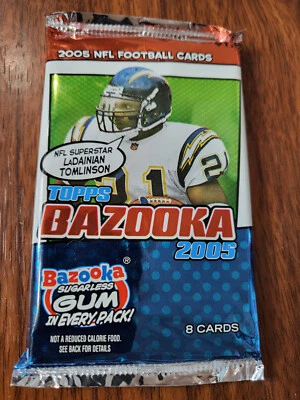 2005 NFL FOOTBALL CARDS
NFL SUPERSTAR
LaDAINIAN
TOMLINSON
21
TOPPS
BAZOOKA
2005
Bazooka®
SUGARLESS
GUM
IN EVERY PACK!
NOT A REDUCED CALORIE FOOD.
SEE BACK FOR DETAILS
8 CARDS